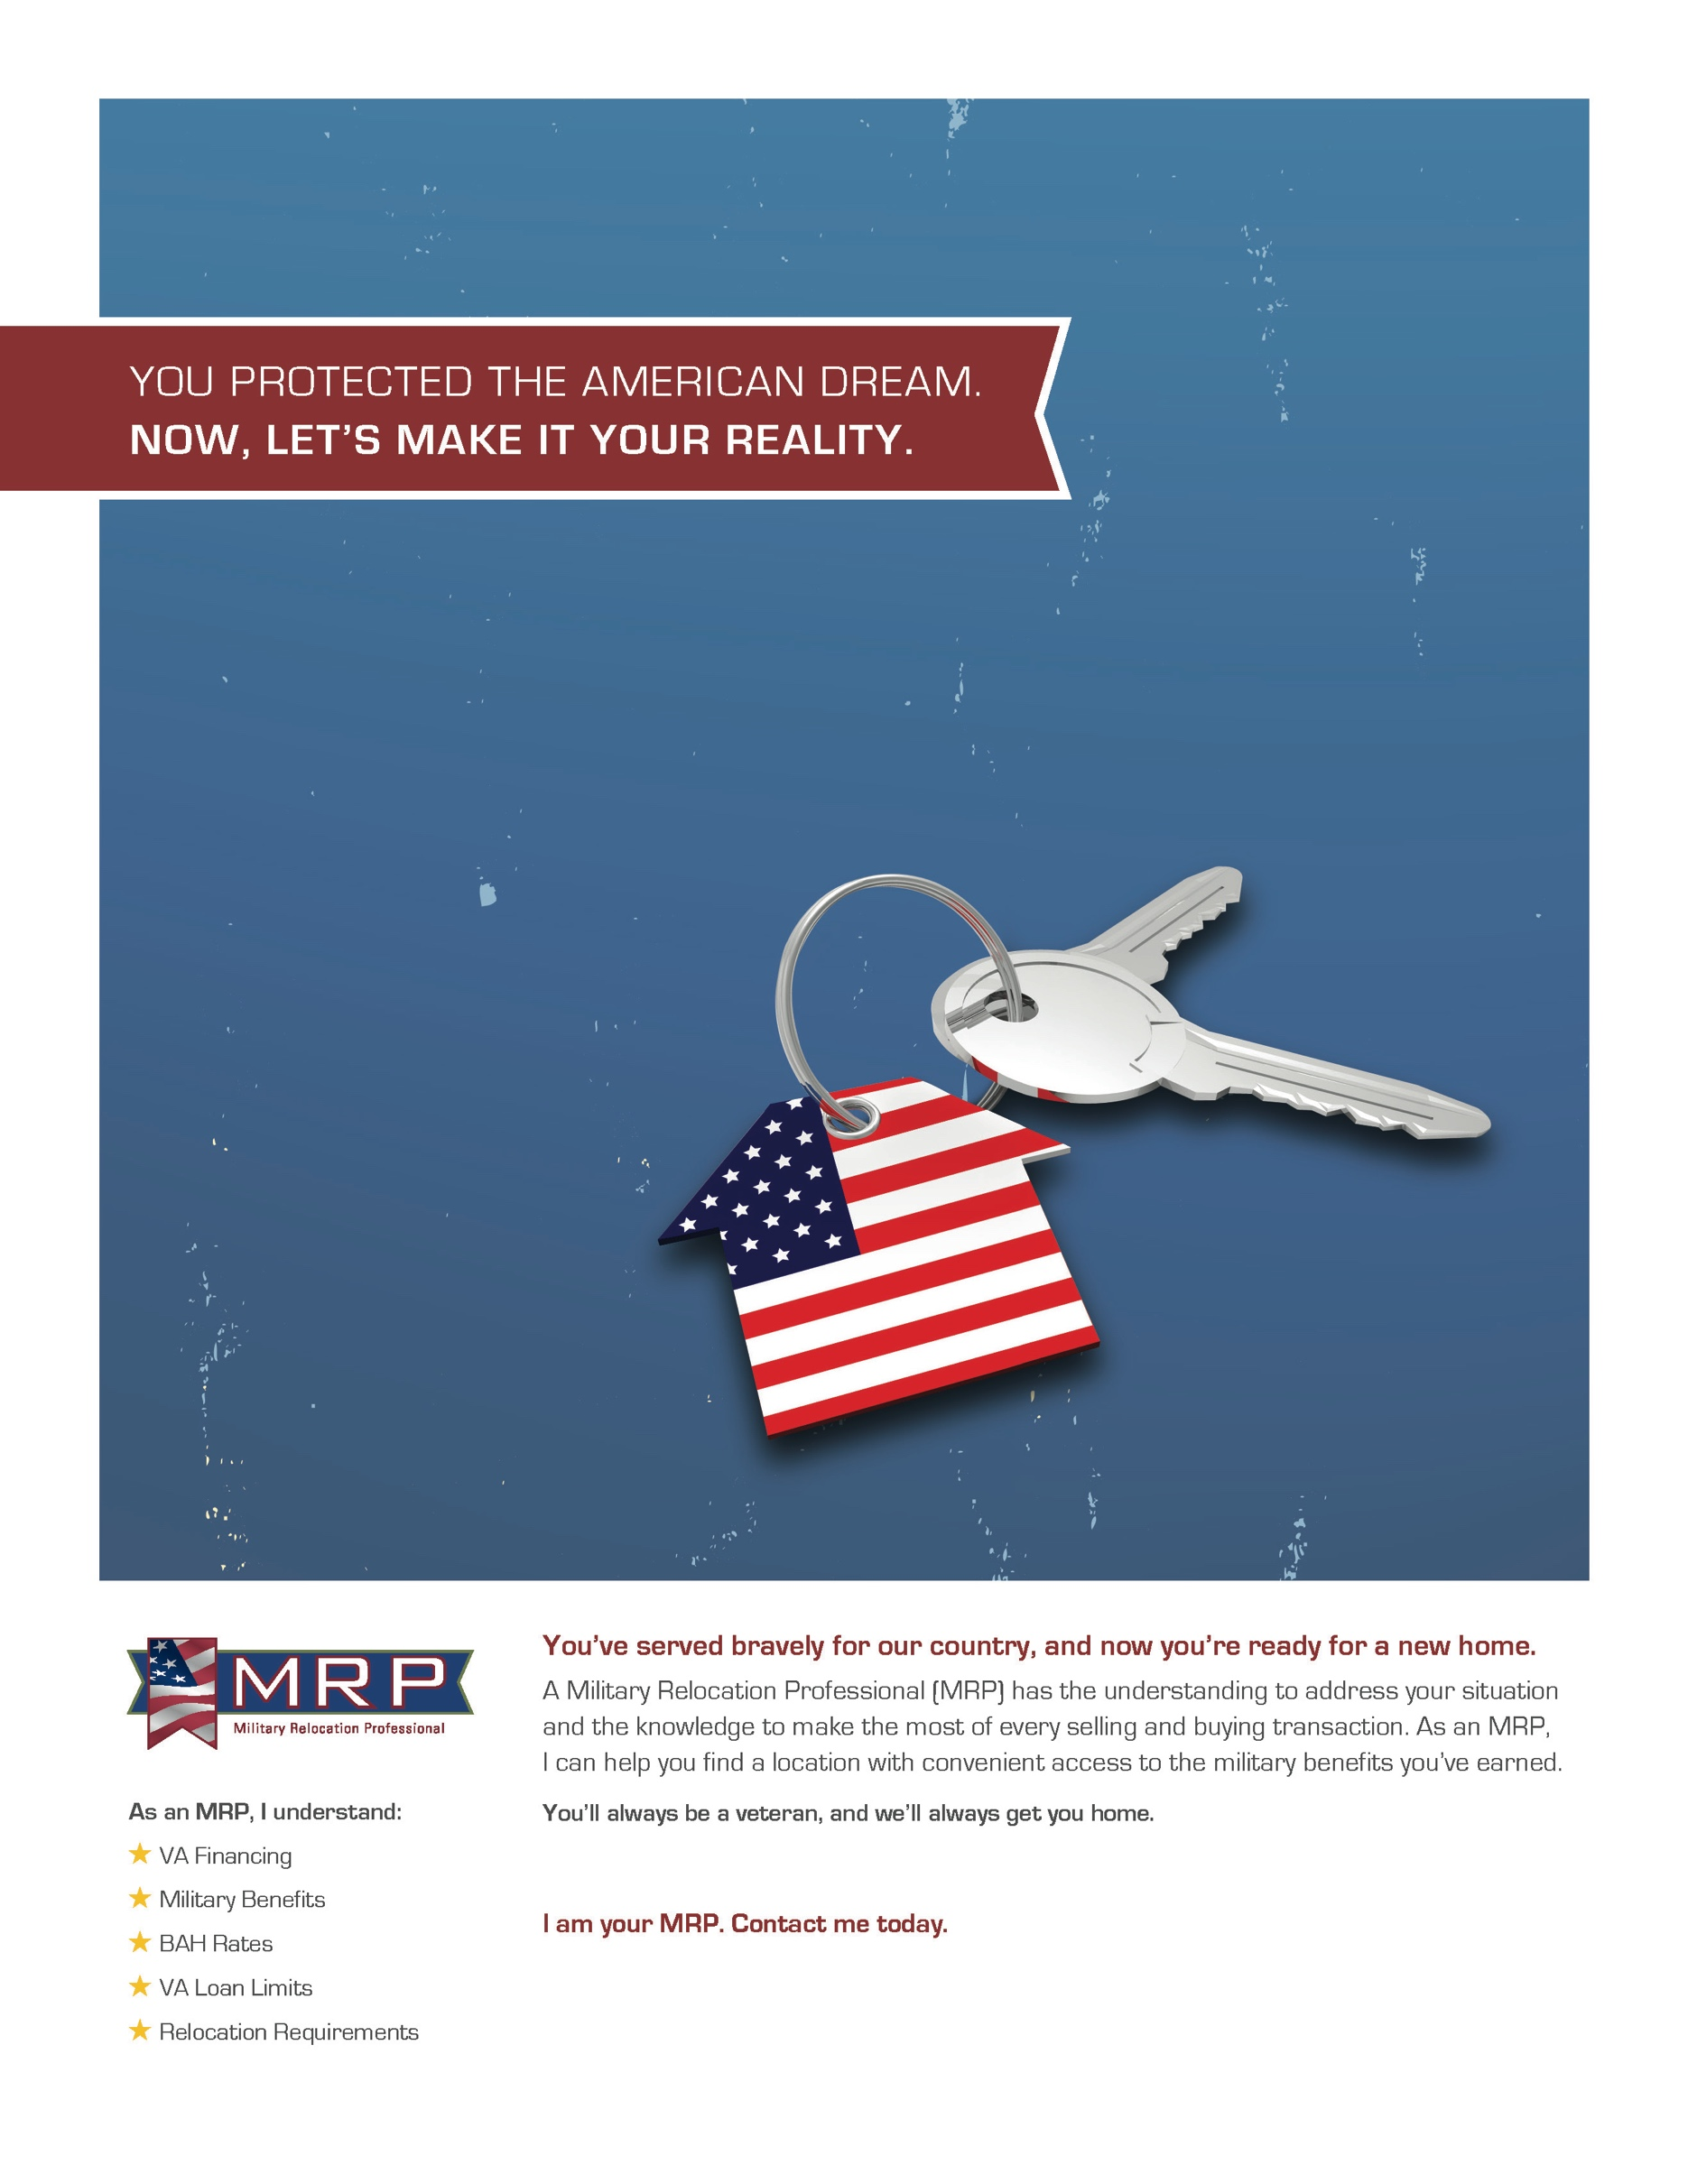 YOU PROTECTED THE AMERICAN DREAM.
NOW, LET'S MAKE IT YOUR REALITY.
MRP
Military Relocation Professional
As an MRP, I understand:
VA Financing
Military Benefits
BAH Rates
VA Loan Limits
Relocation Requirements
You've served bravely for our country, and now you're ready for a new home.
A Military Relocation Professional (MRP) has the understanding to address your situation
and the knowledge to make the most of every selling and buying transaction. As an MRP,
I can help you find a location with convenient access to the military benefits you've earned.
You'll always be a veteran, and we'll always get you home.
I am your MRP. Contact me today.